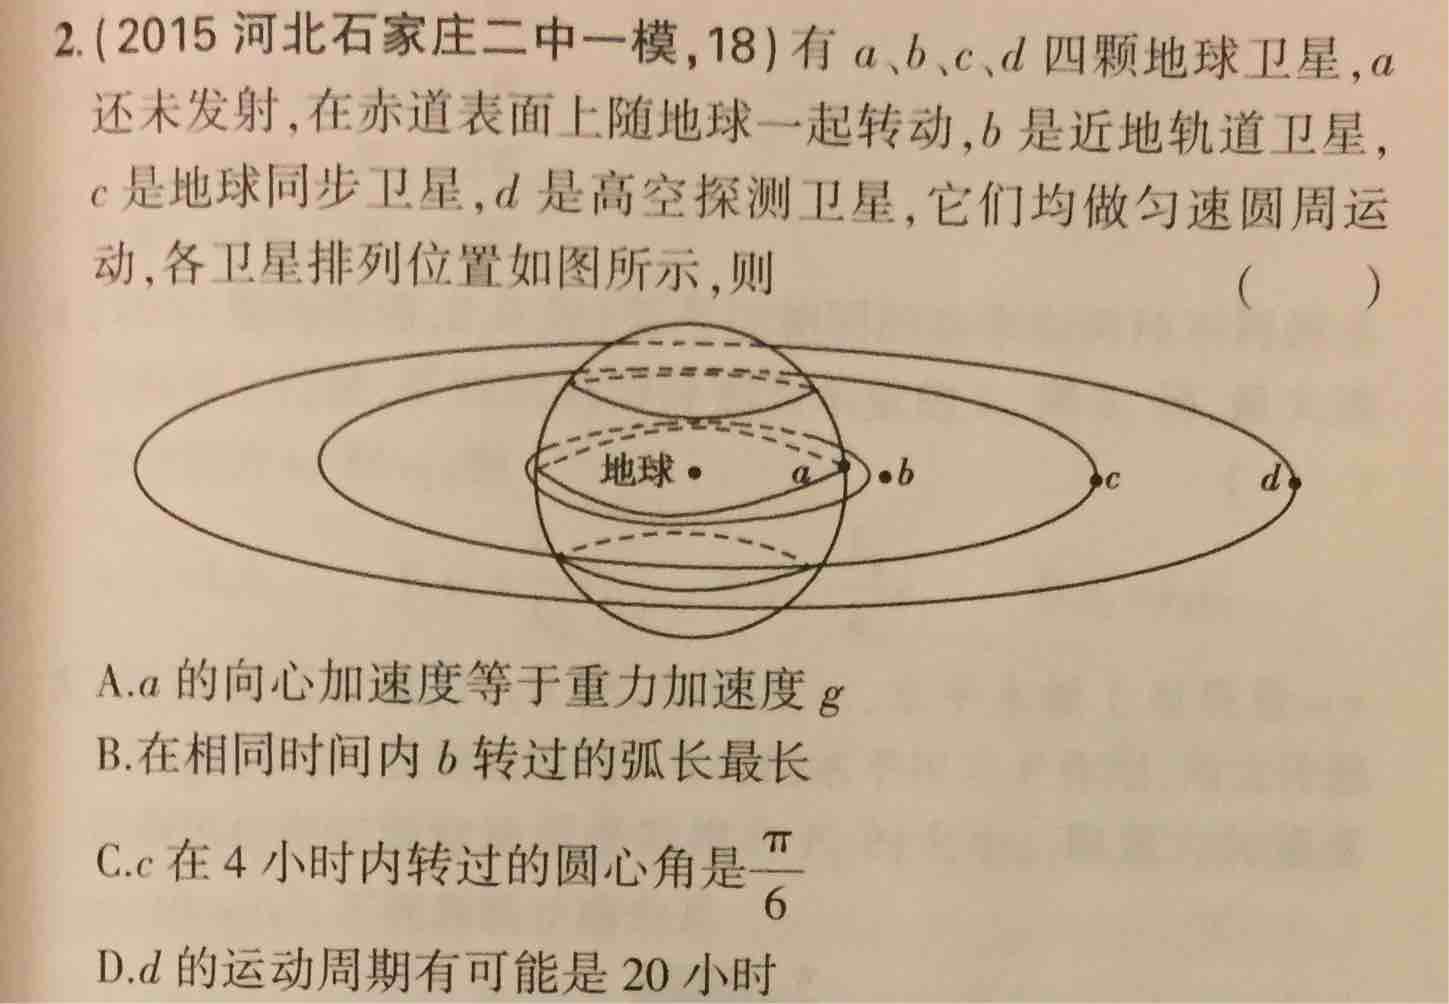 2.(2015 河北石家庄二中一模,18)有 a、b、c、d 四颗地球卫星,a
还未发射,在赤道表面上随地球一起转动,b 是近地轨道卫星,
c 是地球同步卫星,d 是高空探测卫星,它们均做匀速圆周运
动,各卫星排列位置如图所示,则 (  )
地球 a b c d
A.a 的向心加速度等于重力加速度 g
B.在相同时间内 b 转过的弧长最长
C.c 在 4 小时内转过的圆心角是π/6
D.d 的运动周期有可能是 20 小时